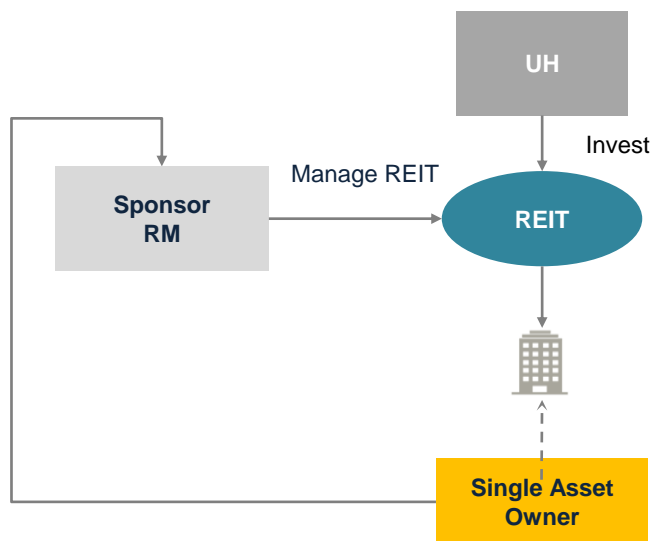 UH
Invest
Manage REIT
Sponsor
RM
REIT
Single Asset
Owner